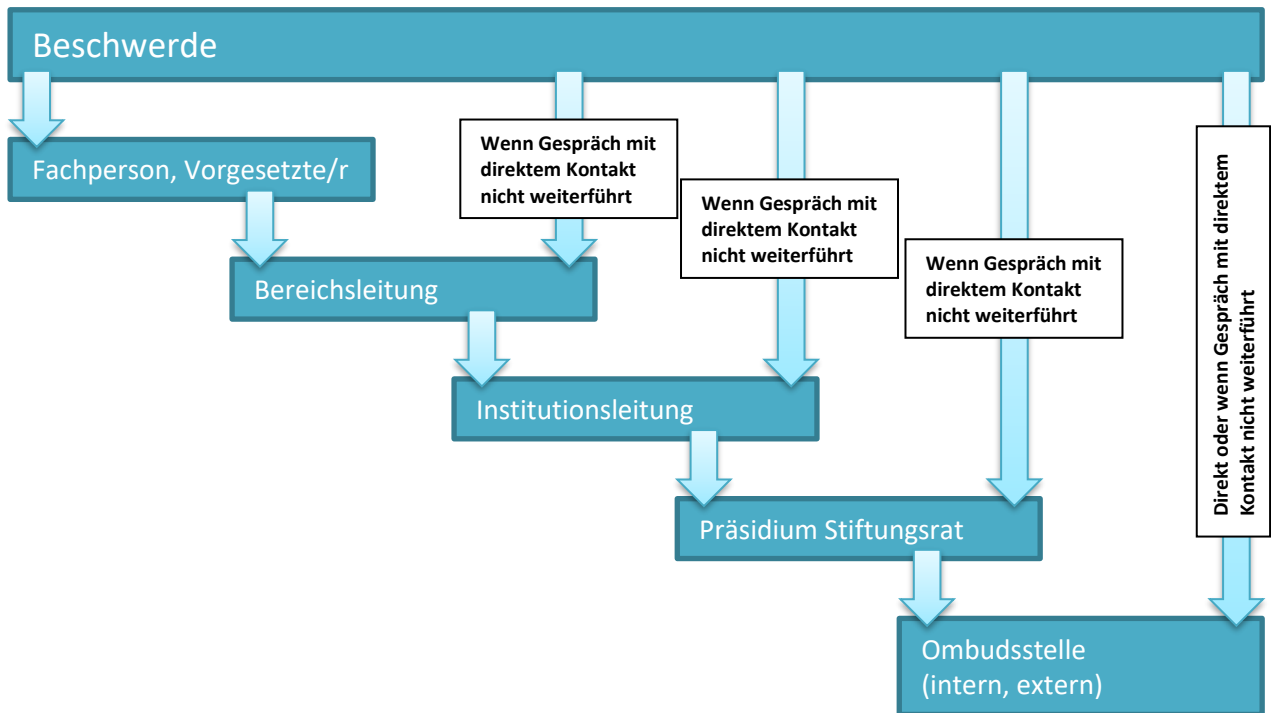 Beschwerde
Fachperson, Vorgesetzte/r
Wenn Gespräch mit
direktem Kontakt
nicht weiterführt
Bereichsleitung
Wenn Gespräch mit
direktem Kontakt
nicht weiterführt
Institutionsleitung
Wenn Gespräch mit
direktem Kontakt
nicht weiterführt
Präsidium Stiftungsrat
Direkt oder wenn Gespräch mit direktem
Kontakt nicht weiterführt
Ombudsstelle
(intern, extern)